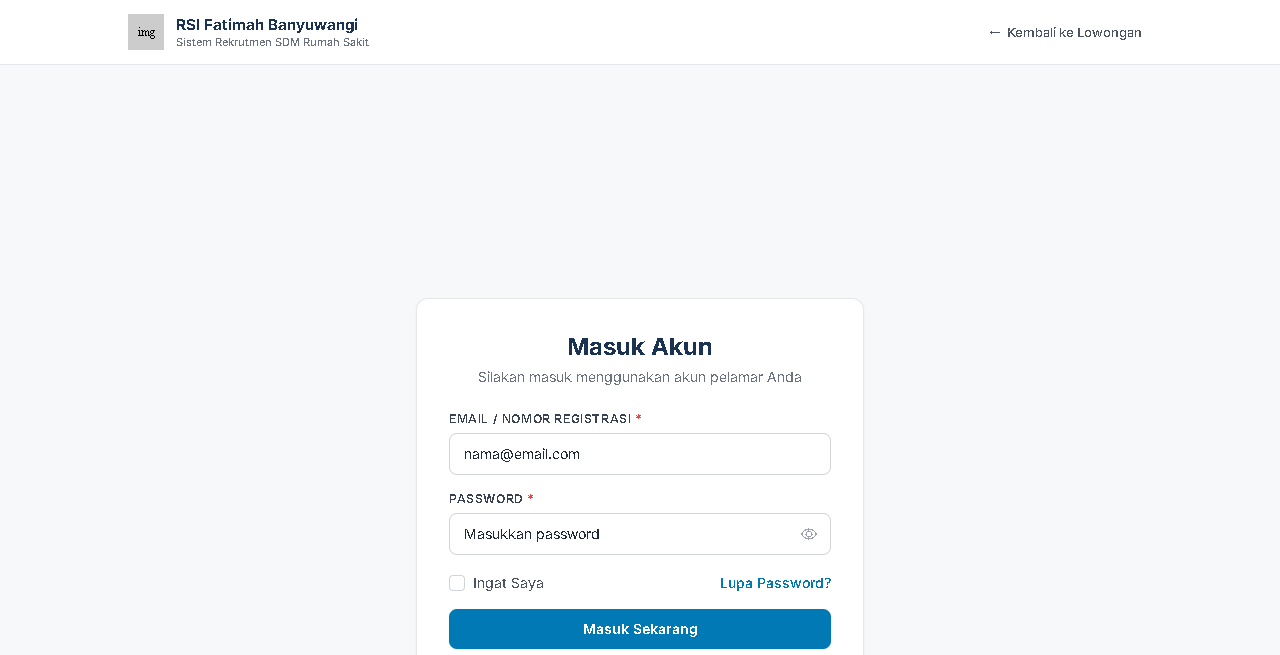 img
RSI Fatimah Banyuwangi
Sistem Rekrutmen SDM Rumah Sakit
← Kembali ke Lowongan
Masuk Akun
Silakan masuk menggunakan akun pelamar Anda
EMAIL / NOMOR REGISTRASI *
nama@email.com
PASSWORD *
Masukkan password
Ingat Saya
Lupa Password?
Masuk Sekarang